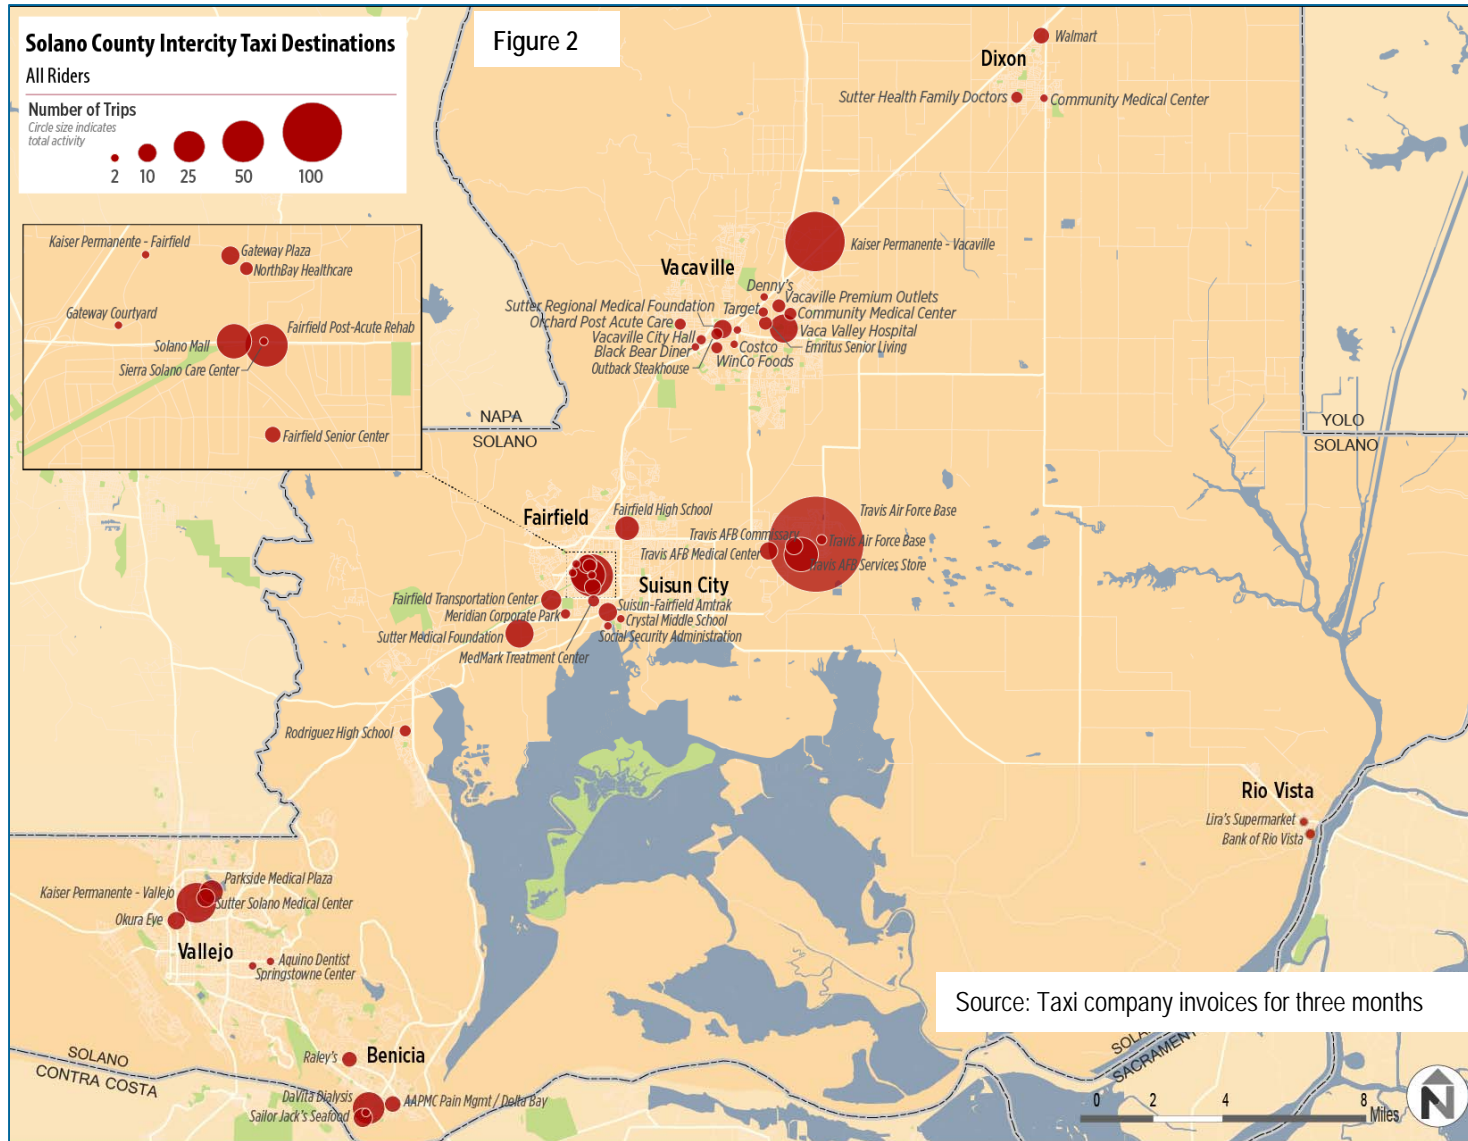 Solano County Intercity Taxi Destinations
All Riders
Number of Trips
Circle size indicates
total activity
2 10 25 50 100
Figure 2
Dixon
Walmart
Sutter Health Family Doctors
Community Medical Center
Kaiser Permanente - Fairfield
Gateway Plaza
NorthBay Healthcare
Gateway Courtyard
Fairfield Post-Acute Rehab
Solano Mall
Sierra Solano Care Center
Fairfield Senior Center
NAPA
SOLANO
YOLO
SOLANO
Kaiser Permanente - Vacaville
Vacaville
Denny's
Vacaville Premium Outlets
Sutter Regional Medical Foundation
Target
Community Medical Center
Orchard Post Acute Care
Vaca Valley Hospital
Vacaville City Hall
Costco
Emritus Senior Living
Black Bear Diner
WinCo Foods
Outback Steakhouse
Fairfield
Fairfield High School
Travis Air Force Base
Travis AFB Commissary
Travis Air Force Base
Travis AFB Medical Center
Travis AFB Services Store
Suisun City
Fairfield Transportation Center
Suisun-Fairfield Amtrak
Meridian Corporate Park
Crystal Middle School
Sutter Medical Foundation
Social Security Administration
MedMark Treatment Center
Rodriguez High School
Rio Vista
Lira's Supermarket
Bank of Rio Vista
Parkside Medical Plaza
Kaiser Permanente - Vallejo
Sutter Solano Medical Center
Okura Eye
Vallejo
Aquino Dentist
Springstowne Center
Source: Taxi company invoices for three months
SOLANO
CONTRA COSTA
Raley's
Benicia
DaVita Dialysis
AAPMC Pain Mgmt / Delta Bay
Sailor Jack's Seafood
SOLA
SACRAMENT
0 2 4 8
Miles
N